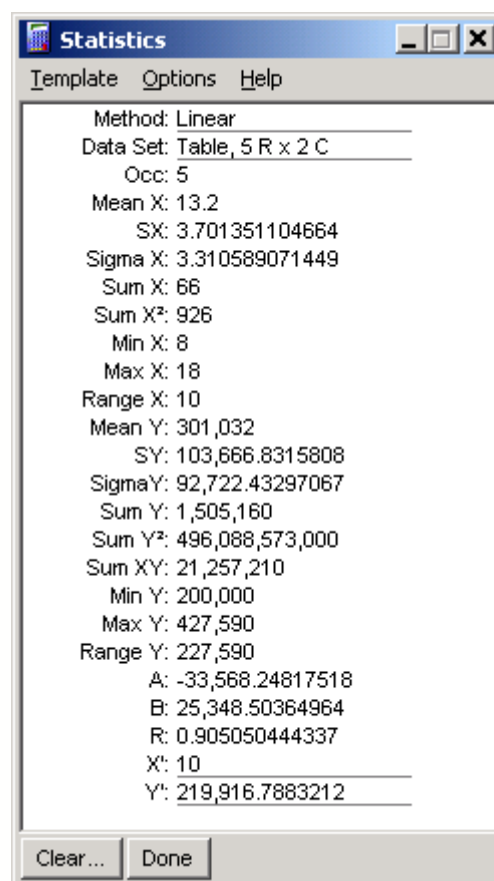 Statistics
Template Options Help
Method: Linear
Data Set: Table, 5 R x 2 C
Occ: 5
Mean X: 13.2
SX: 3.701351104664
Sigma X: 3.310589071449
Sum X: 66
Sum X²: 926
Min X: 8
Max X: 18
Range X: 10
Mean Y: 301,032
SY: 103,666.8315808
SigmaY: 92,722.43297067
Sum Y: 1,505,160
Sum Y²: 496,088,573,000
Sum XY: 21,257,210
Min Y: 200,000
Max Y: 427,590
Range Y: 227,590
A: -33,568.24817518
B: 25,348.50364964
R: 0.905050444337
X': 10
Y': 219,916.7883212
Clear... Done